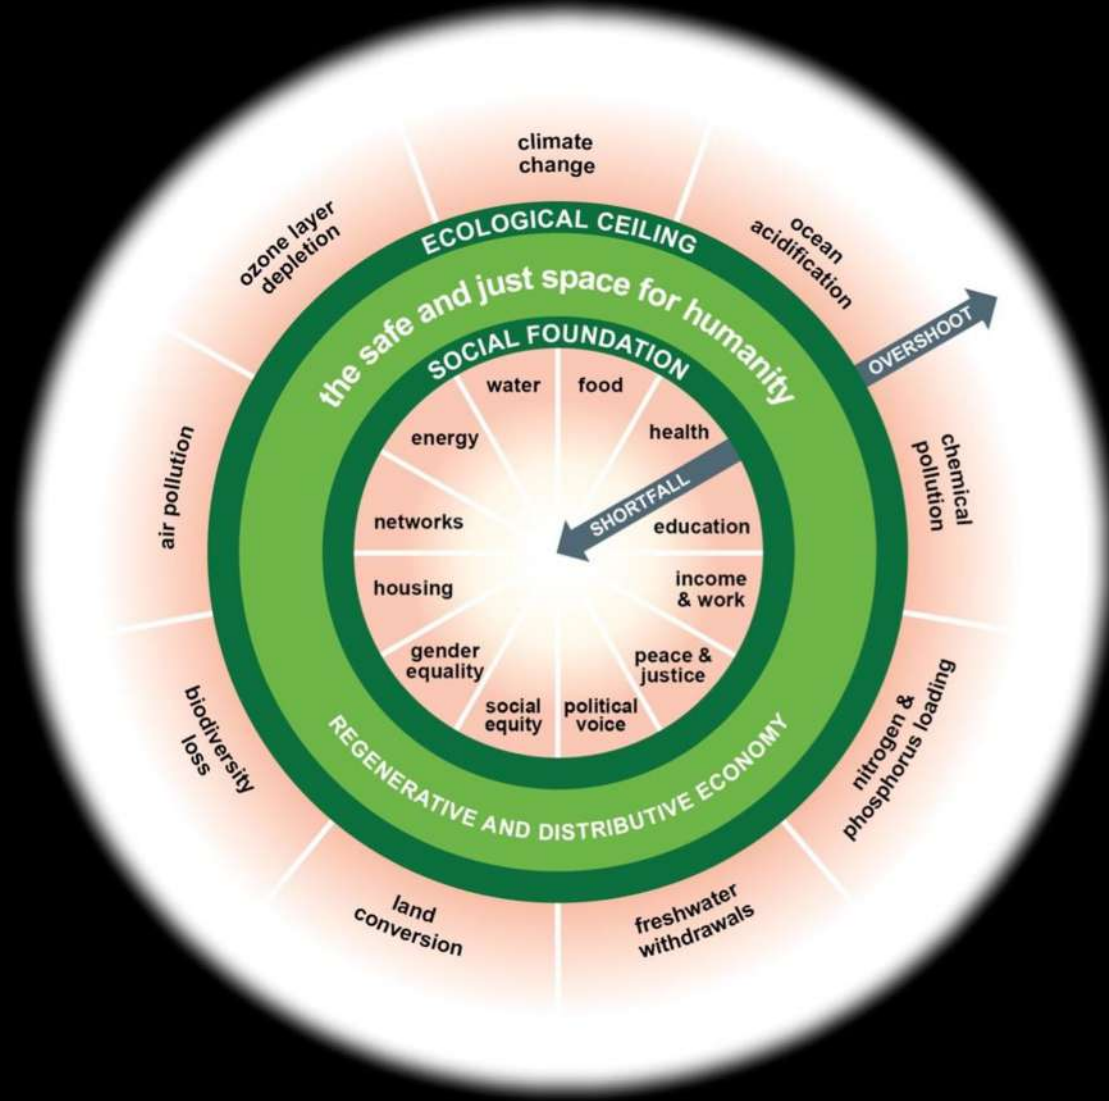 climate
change
ozone layer
depletion
ocean
acidification
ECOLOGICAL CEILING
the safe and just space for humanity
OVERSHOOT
SOCIAL FOUNDATION
water
food
energy
health
air pollution
chemical
pollution
SHORTFALL
networks
education
housing
income
& work
gender
equality
peace &
justice
social
equity
political
voice
biodiversity
loss
nitrogen &
phosphorus loading
REGENERATIVE AND DISTRIBUTIVE ECONOMY
land
conversion
freshwater
withdrawals